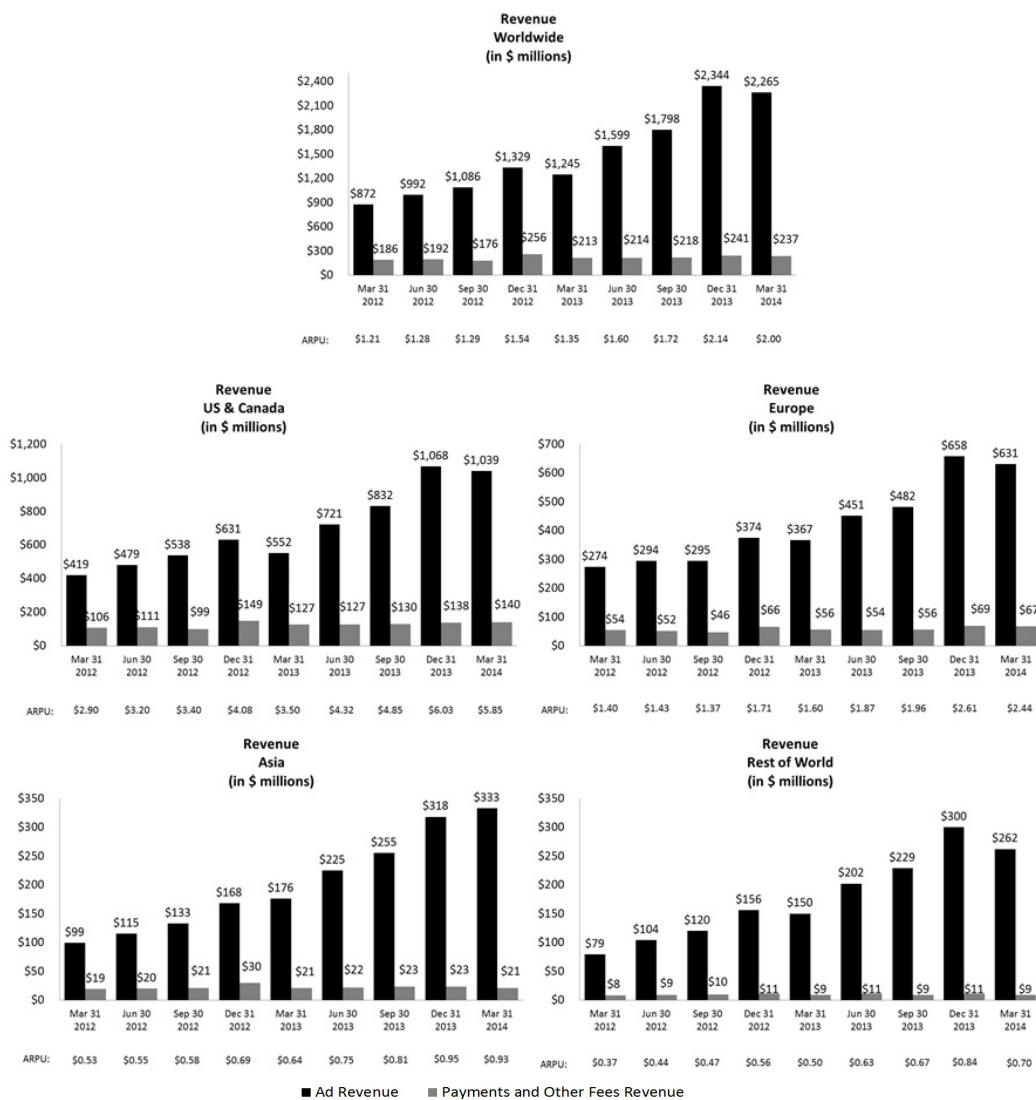 Revenue
Worldwide
(in $ millions)
$2,400
$2,100
$1,800
$1,500
$1,200
$900
$600
$300
$0
$872 $992 $1,086 $1,329 $1,245 $1,599 $1,798 $2,344 $2,265
$186 $192 $176 $256 $213 $214 $218 $241 $237
Mar 31 Jun 30 Sep 30 Dec 31 Mar 31 Jun 30 Sep 30 Dec 31 Mar 31
2012 2012 2012 2012 2013 2013 2013 2013 2014
ARPU: $1.21 $1.28 $1.29 $1.54 $1.35 $1.60 $1.72 $2.14 $2.00
Revenue
US & Canada
(in $ millions)
$1,200
$1,000
$800
$600
$400
$200
$0
$419 $479 $538 $631 $552 $721 $832 $1,068 $1,039
$106 $111 $99 $149 $127 $127 $130 $138 $140
Mar 31 Jun 30 Sep 30 Dec 31 Mar 31 Jun 30 Sep 30 Dec 31 Mar 31
2012 2012 2012 2012 2013 2013 2013 2013 2014
ARPU: $2.90 $3.20 $3.40 $4.08 $3.50 $4.32 $4.85 $6.03 $5.85
Revenue
Europe
(in $ millions)
$700
$600
$500
$400
$300
$200
$100
$0
$274 $294 $295 $374 $367 $451 $482 $658 $631
$54 $52 $46 $66 $56 $54 $56 $69 $67
Mar 31 Jun 30 Sep 30 Dec 31 Mar 31 Jun 30 Sep 30 Dec 31 Mar 31
2012 2012 2012 2012 2013 2013 2013 2013 2014
ARPU: $1.40 $1.43 $1.37 $1.71 $1.60 $1.87 $1.96 $2.61 $2.44
Revenue
Asia
(in $ millions)
$350
$300
$250
$200
$150
$100
$50
$0
$99 $115 $133 $168 $176 $225 $255 $318 $333
$19 $20 $21 $30 $21 $22 $23 $23 $21
Mar 31 Jun 30 Sep 30 Dec 31 Mar 31 Jun 30 Sep 30 Dec 31 Mar 31
2012 2012 2012 2012 2013 2013 2013 2013 2014
ARPU: $0.53 $0.55 $0.58 $0.69 $0.64 $0.75 $0.81 $0.95 $0.93
Revenue
Rest of World
(in $ millions)
$350
$300
$250
$200
$150
$100
$50
$0
$79 $104 $120 $156 $150 $202 $229 $300 $262
$8 $9 $10 $11 $9 $11 $9 $11 $9
Mar 31 Jun 30 Sep 30 Dec 31 Mar 31 Jun 30 Sep 30 Dec 31 Mar 31
2012 2012 2012 2012 2013 2013 2013 2013 2014
ARPU: $0.37 $0.44 $0.47 $0.56 $0.50 $0.63 $0.67 $0.84 $0.70
Ad Revenue Payments and Other Fees Revenue